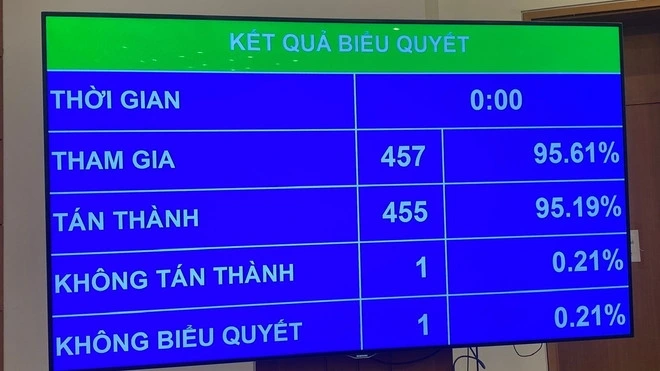 KẾT QUẢ BIỂU QUYẾT
THỜI GIAN 0:00
THAM GIA 457 95.61%
TÁN THÀNH 455 95.19%
KHÔNG TÁN THÀNH 1 0.21%
KHÔNG BIỂU QUYẾT 1 0.21%